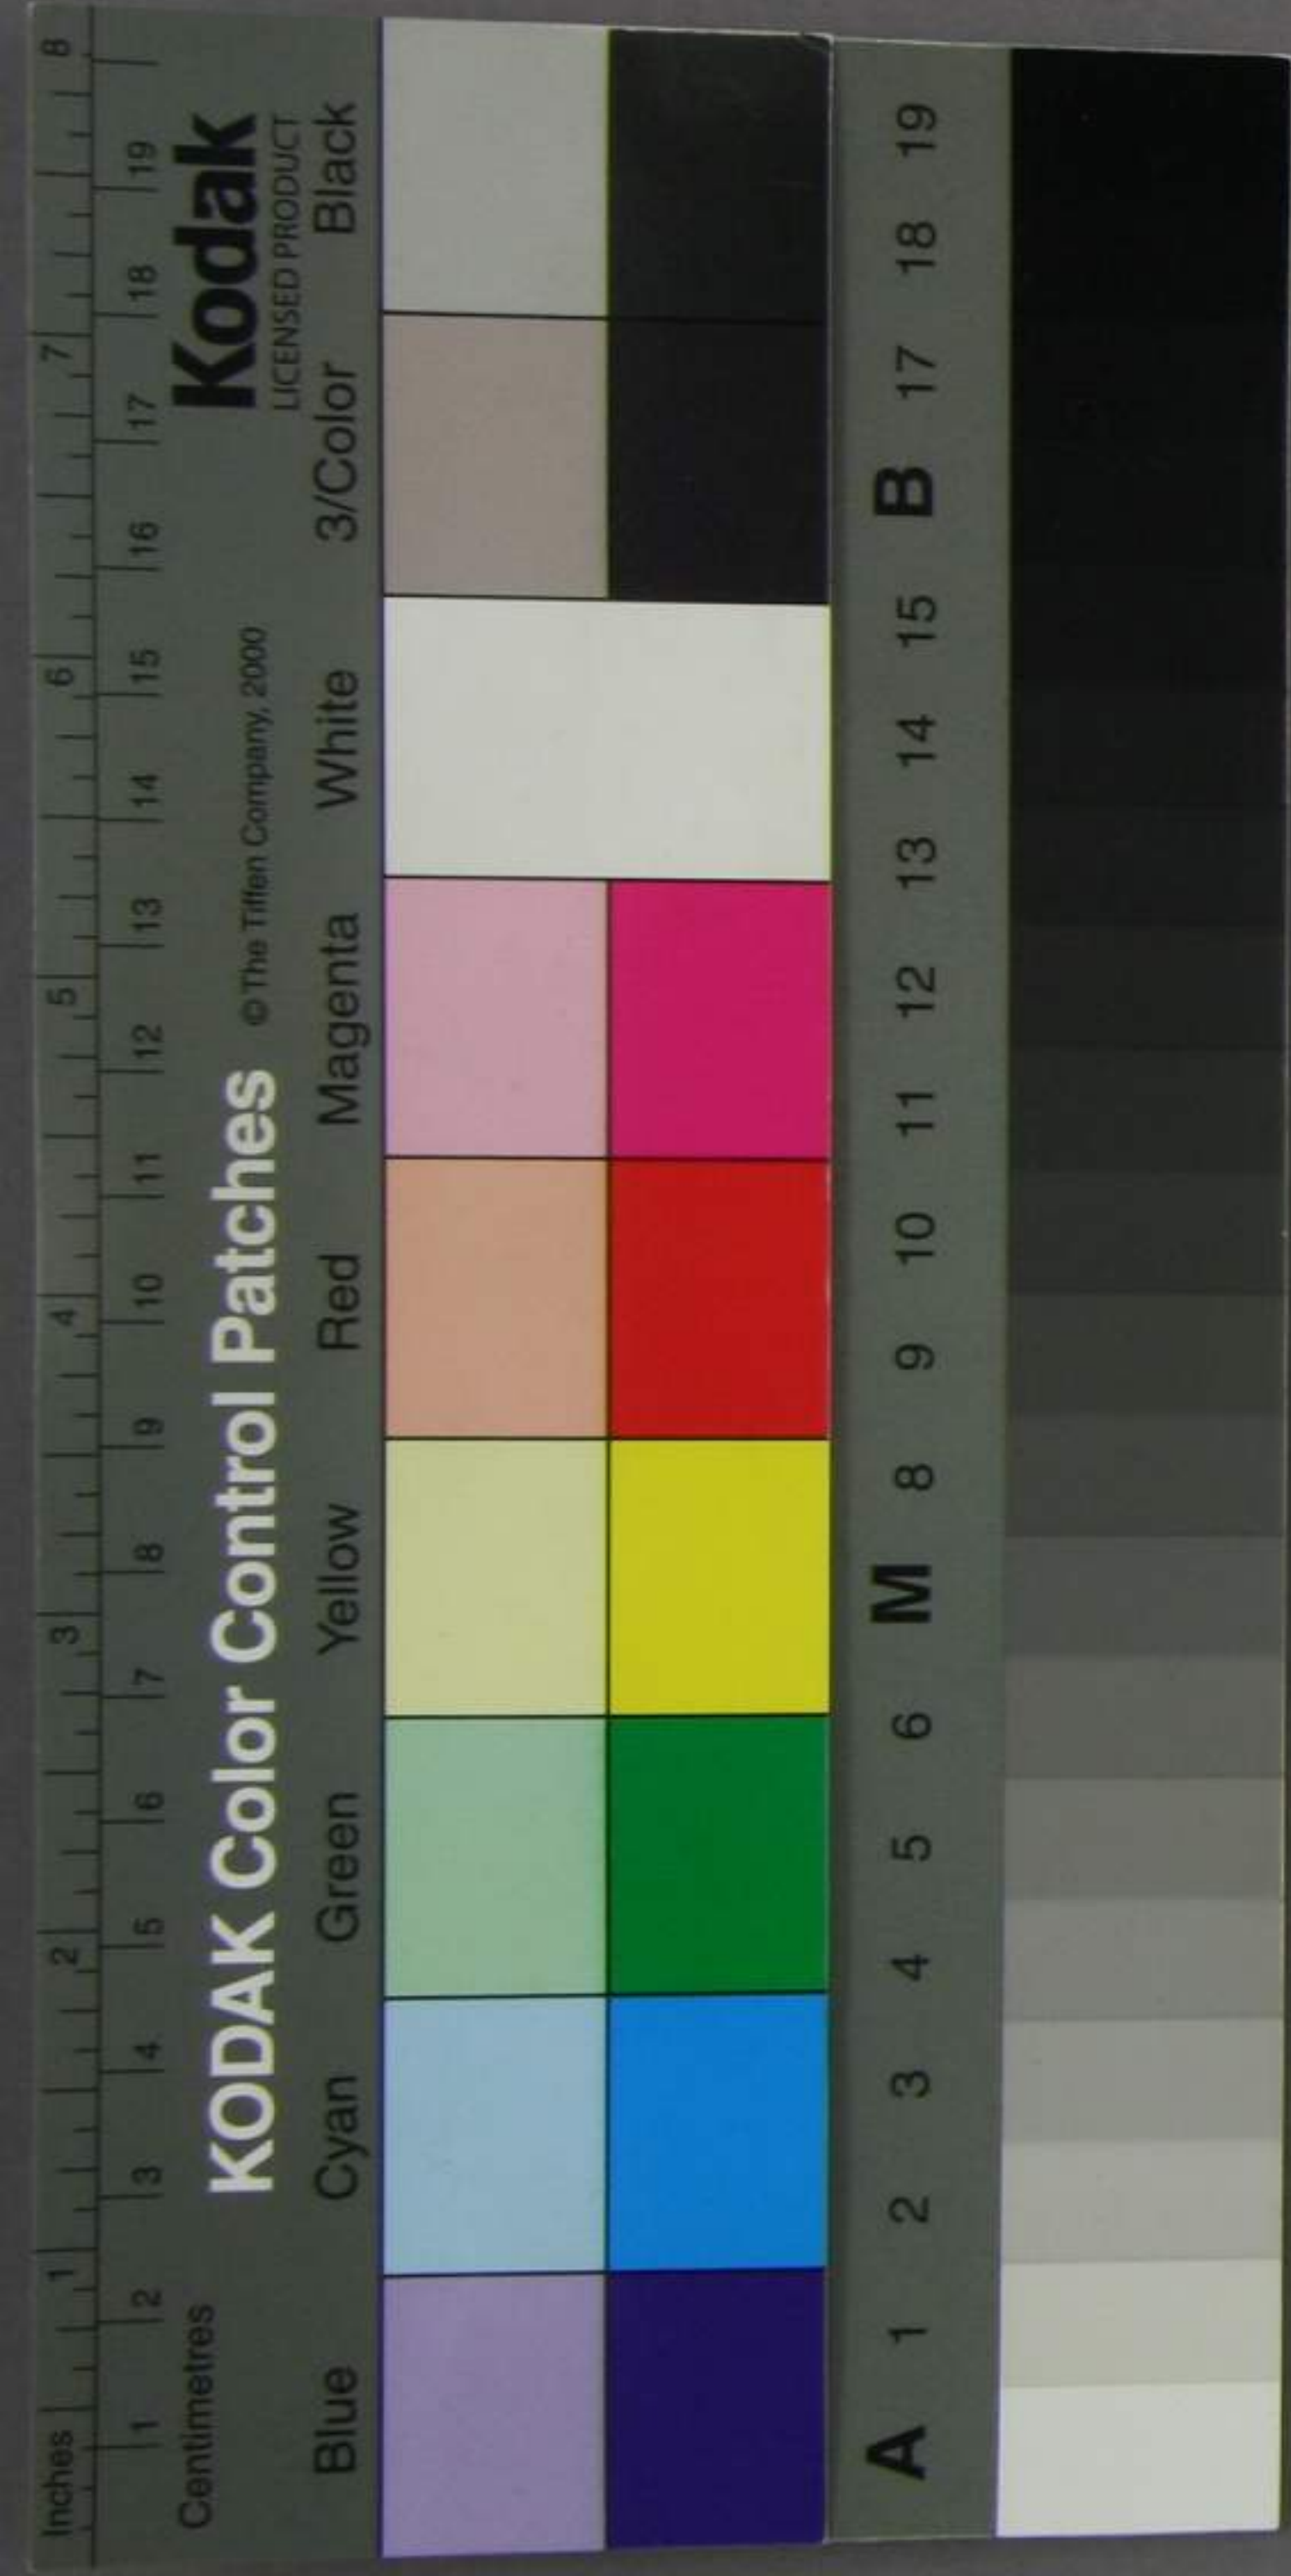 Inches 1 2 3 4 5 6 7 8
1 2 3 4 5 6 7 8 9 10 11 12 13 14 15 16 17 18 19
Centimetres
KODAK Color Control Patches © The Tiffen Company, 2000 Kodak
LICENSED PRODUCT
Blue Cyan Green Yellow Red Magenta White 3/Color Black
A 1 2 3 4 5 6 M 8 9 10 11 12 13 14 15 B 17 18 19